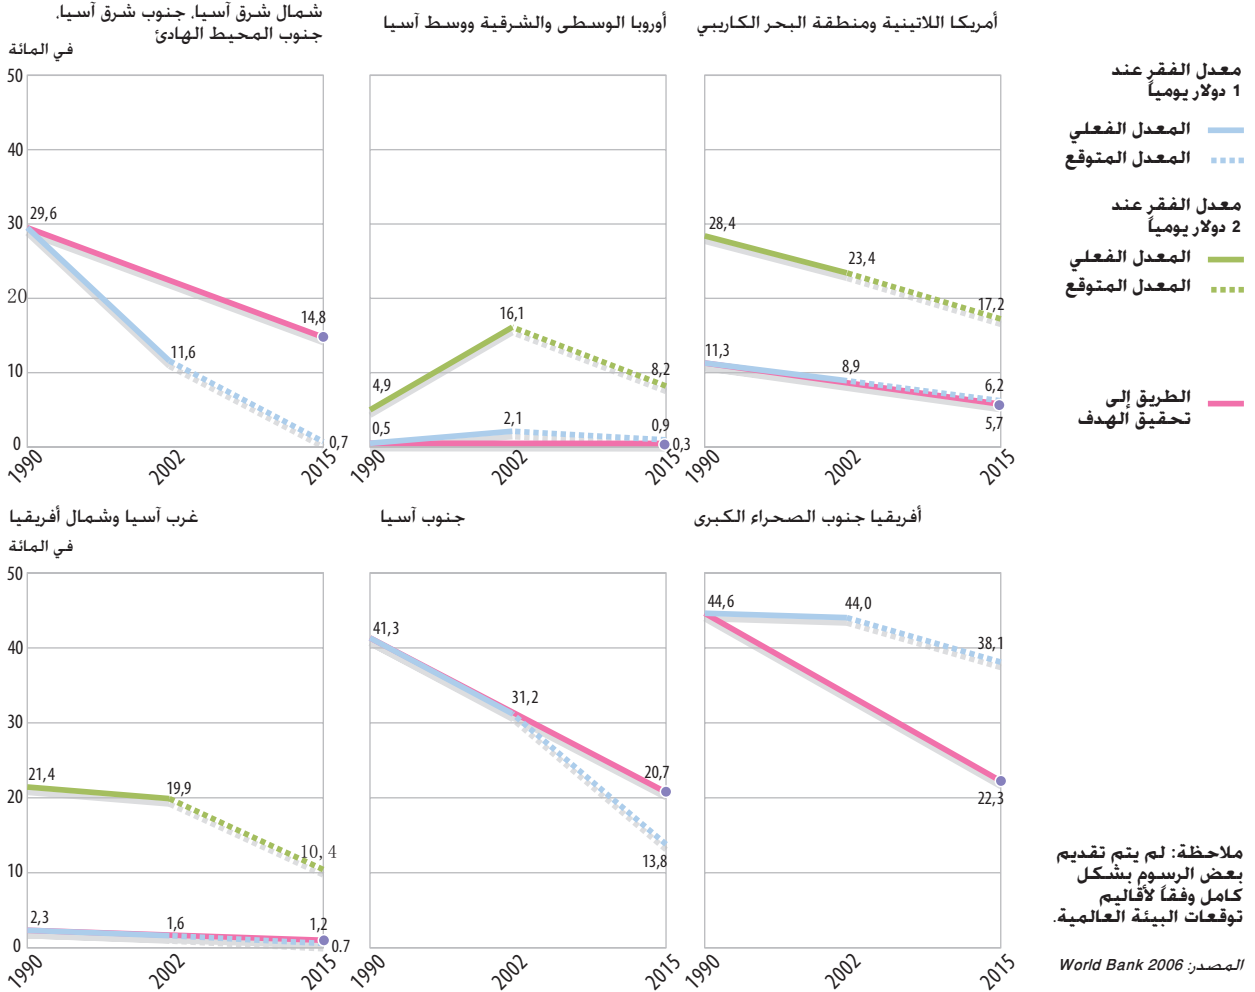 شمال شرق آسيا، جنوب شرق آسيا،
جنوب المحيط الهادئ
في المائة
50
40
30
20
10
0
29,6
14,8
11,6
0,7
1990
2002
2015
أوروبا الوسطى والشرقية ووسط آسيا
16,1
4,9
8,2
0,5
2,1
0,9
0,3
1990
2002
2015
أمريكا اللاتينية ومنطقة البحر الكاريبي
28,4
23,4
17,2
11,3
8,9
6,2
5,7
1990
2002
2015
معدل الفقر عند
1 دولار يومياً
المعدل الفعلي
المعدل المتوقع
معدل الفقر عند
2 دولار يومياً
المعدل الفعلي
المعدل المتوقع
الطريق إلى
تحقيق الهدف
غرب آسيا وشمال أفريقيا
في المائة
50
40
30
20
10
0
21,4
19,9
10,4
2,3
1,6
1,2
0.7
1990
2002
2015
جنوب آسيا
41,3
31,2
20,7
13,8
1990
2002
2015
أفريقيا جنوب الصحراء الكبرى
44,6
44,0
38,1
22,3
1990
2002
2015
ملاحظة: لم يتم تقديم
بعض الرسوم بشكل
كامل وفقاً لأقاليم
توقعات البيئة العالمية.
المصدر: World Bank 2006